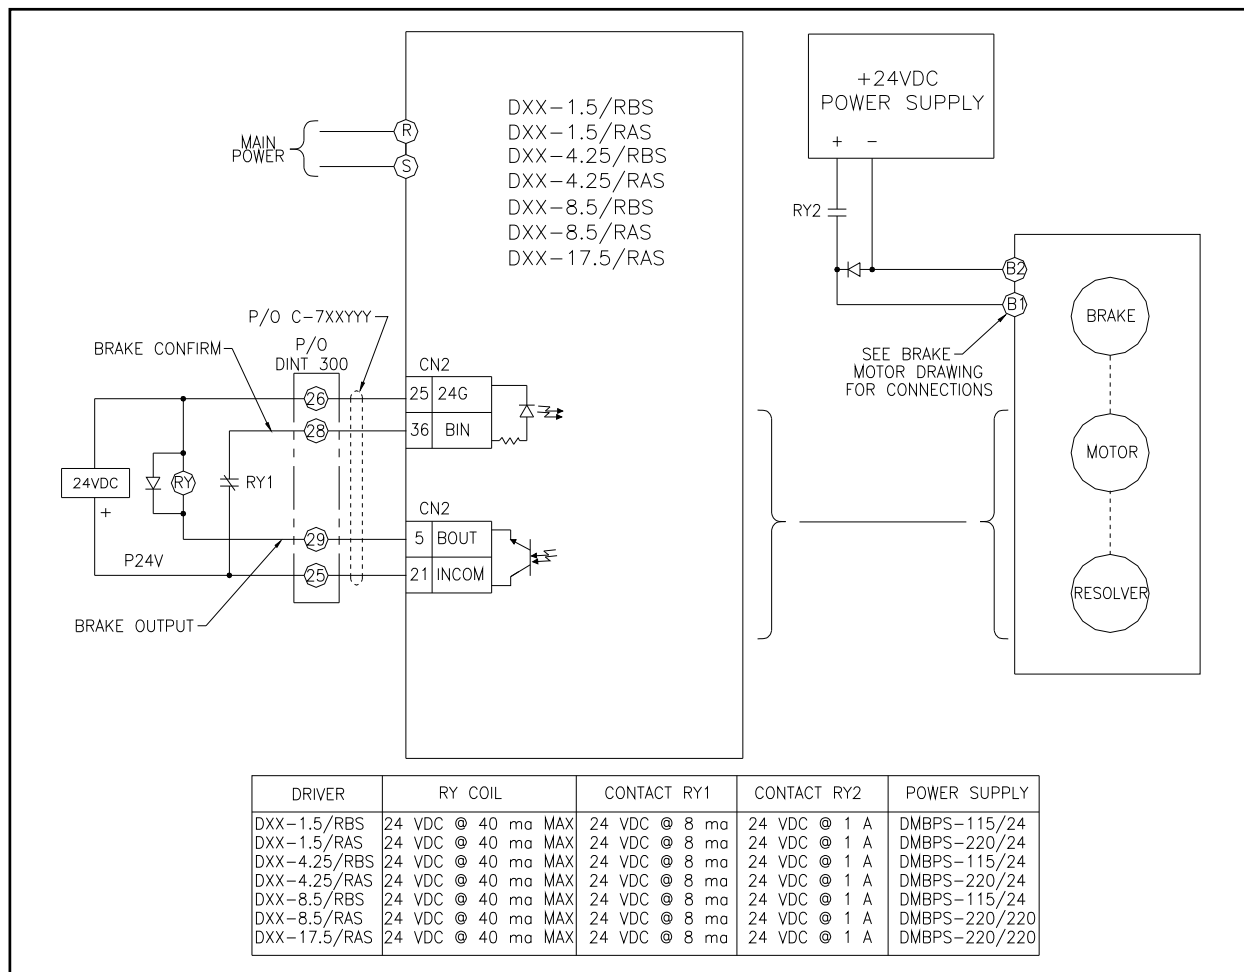 +24VDC
POWER SUPPLY
+ -
DXX-1.5/RBS
DXX-1.5/RAS
DXX-4.25/RBS
DXX-4.25/RAS
DXX-8.5/RBS
DXX-8.5/RAS
DXX-17.5/RAS
MAIN
POWER
R
S
RY2
B2
B1
BRAKE
SEE BRAKE
MOTOR DRAWING
FOR CONNECTIONS
MOTOR
RESOLVER
P/O C-7XXYYY
BRAKE CONFIRM
P/O
DINT 300
CN2
26
25 24G
28
36 BIN
24VDC
+
RY
RY1
CN2
29
5 BOUT
P24V
25
21 INCOM
BRAKE OUTPUT
DRIVER RY COIL CONTACT RY1 CONTACT RY2 POWER SUPPLY
DXX-1.5/RBS 24 VDC @ 40 ma MAX 24 VDC @ 8 ma 24 VDC @ 1 A DMBPS-115/24
DXX-1.5/RAS 24 VDC @ 40 ma MAX 24 VDC @ 8 ma 24 VDC @ 1 A DMBPS-220/24
DXX-4.25/RBS 24 VDC @ 40 ma MAX 24 VDC @ 8 ma 24 VDC @ 1 A DMBPS-115/24
DXX-4.25/RAS 24 VDC @ 40 ma MAX 24 VDC @ 8 ma 24 VDC @ 1 A DMBPS-220/24
DXX-8.5/RBS 24 VDC @ 40 ma MAX 24 VDC @ 8 ma 24 VDC @ 1 A DMBPS-115/24
DXX-8.5/RAS 24 VDC @ 40 ma MAX 24 VDC @ 8 ma 24 VDC @ 1 A DMBPS-220/220
DXX-17.5/RAS 24 VDC @ 40 ma MAX 24 VDC @ 8 ma 24 VDC @ 1 A DMBPS-220/220